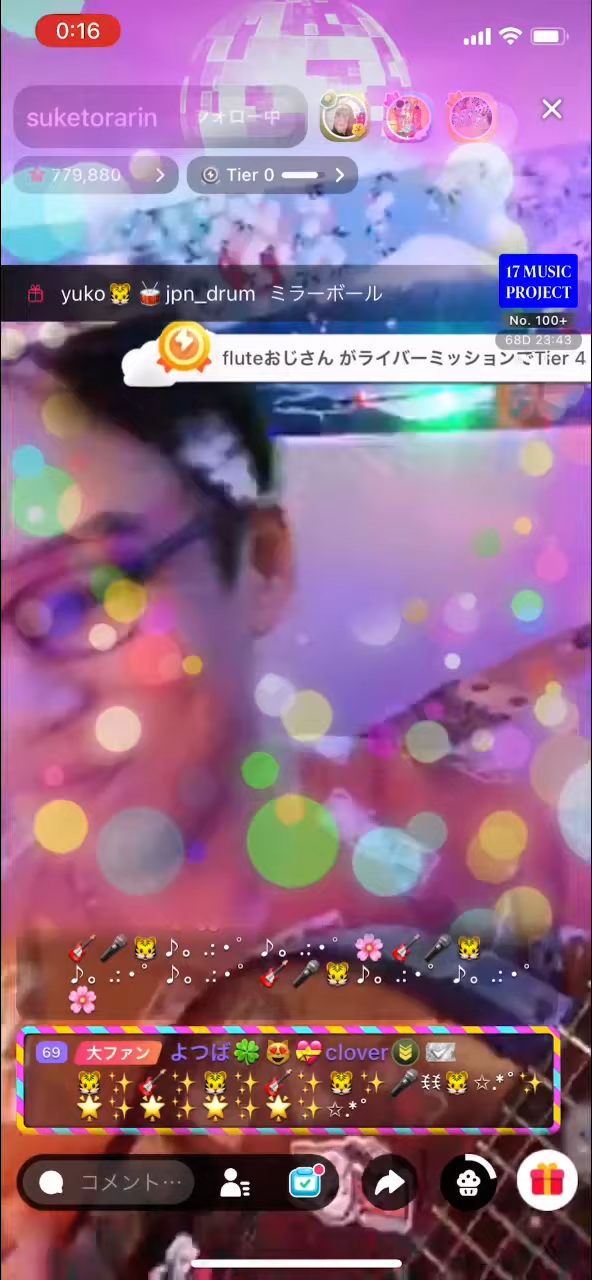 0:16
suketorarin フォロー中
779,880
Tier 0
17 MUSIC
PROJECT
yuko🐯🥁jpn_drum ミラーボール
No. 100+
68D 23:43
fluteおじさん がライバーミッションでTier 4
🎸🎤🐯♪。.:・゜♪。.:・゜🌸🎸🎤🐯
♪。.:・゜♪。.:・゜🎸🎤🐯♪。.:・゜♪。.:・゜
🌸
69 大ファン よつば🍀😻💝clover
🐯✨🎸✨🐯✨🎸✨🐯✨🎤⋭⋬🐯☆.*˚✨
🌟✨🌟✨🌟✨🌟✨☆.*˚
コメント…